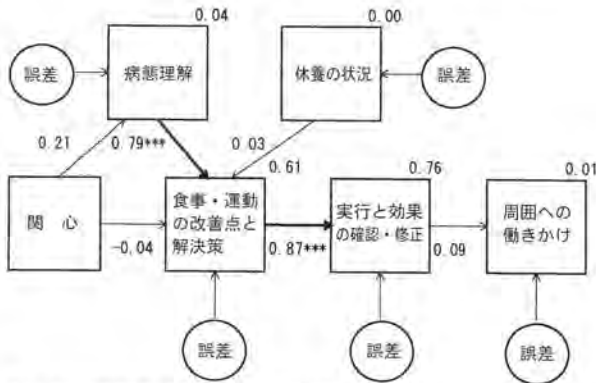 0.04
0.00
誤差
病態理解
休養の状況
誤差
0.21
0.79***
0.03
0.61
0.76
0.01
関 心
食事・運動
の改善点と
解決策
実行と効果
の確認・修正
周囲への
働きかけ
-0.04
0.87***
0.09
誤差
誤差
誤差